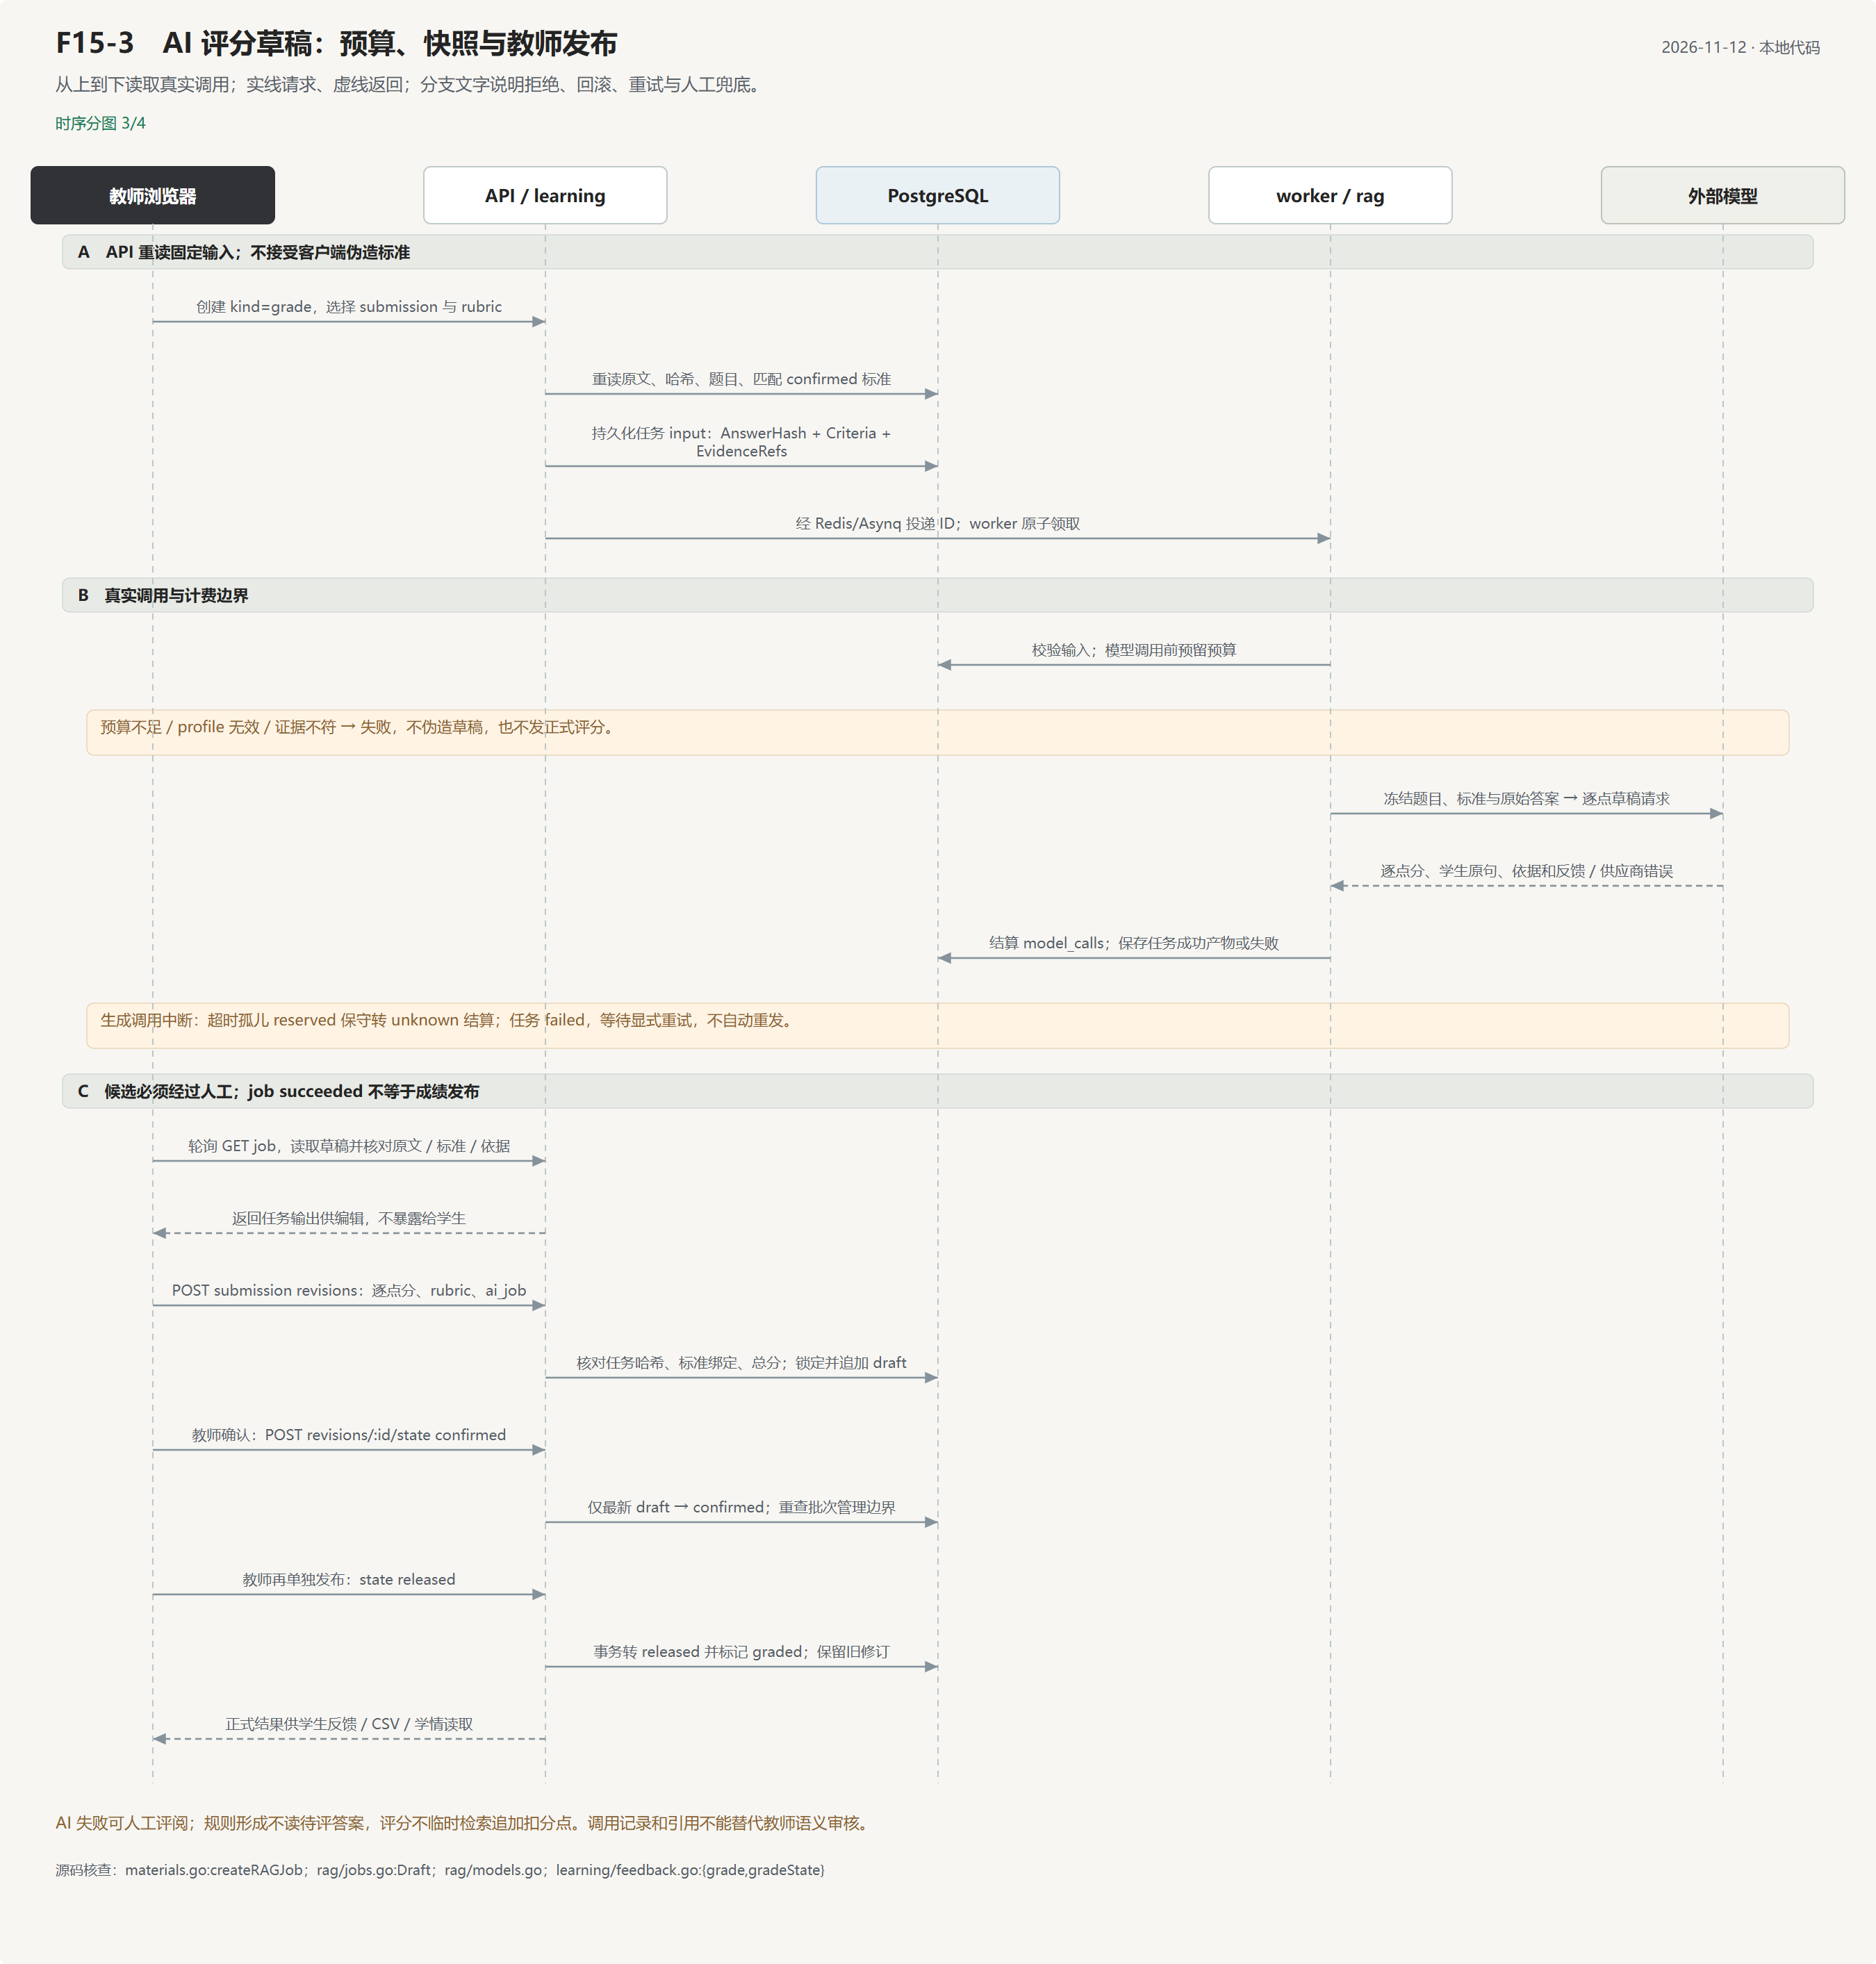 F15-3 AI 评分草稿：预算、快照与教师发布
2026-11-12 · 本地代码
从上到下读取真实调用；实线请求、虚线返回；分支文字说明拒绝、回滚、重试与人工兜底。
时序分图 3/4
教师浏览器
API / learning
PostgreSQL
worker / rag
外部模型
A API 重读固定输入；不接受客户端伪造标准
创建 kind=grade，选择 submission 与 rubric
重读原文、哈希、题目、匹配 confirmed 标准
持久化任务 input：AnswerHash + Criteria +
EvidenceRefs
经 Redis/Asynq 投递 ID；worker 原子领取
B 真实调用与计费边界
校验输入；模型调用前预留预算
预算不足 / profile 无效 / 证据不符 → 失败，不伪造草稿，也不发正式评分。
冻结题目、标准与原始答案 → 逐点草稿请求
逐点分、学生原句、依据和反馈 / 供应商错误
结算 model_calls；保存任务成功产物或失败
生成调用中断：超时孤儿 reserved 保守转 unknown 结算；任务 failed，等待显式重试，不自动重发。
C 候选必须经过人工；job succeeded 不等于成绩发布
轮询 GET job，读取草稿并核对原文 / 标准 / 依据
返回任务输出供编辑，不暴露给学生
POST submission revisions：逐点分、rubric、ai_job
核对任务哈希、标准绑定、总分；锁定并追加 draft
教师确认：POST revisions/:id/state confirmed
仅最新 draft → confirmed；重查批次管理边界
教师再单独发布：state released
事务转 released 并标记 graded；保留旧修订
正式结果供学生反馈 / CSV / 学情读取
AI 失败可人工评阅；规则形成不读待评答案，评分不临时检索追加扣分点。调用记录和引用不能替代教师语义审核。
源码核查：materials.go:createRAGJob；rag/jobs.go:Draft；rag/models.go；learning/feedback.go:{grade,gradeState}